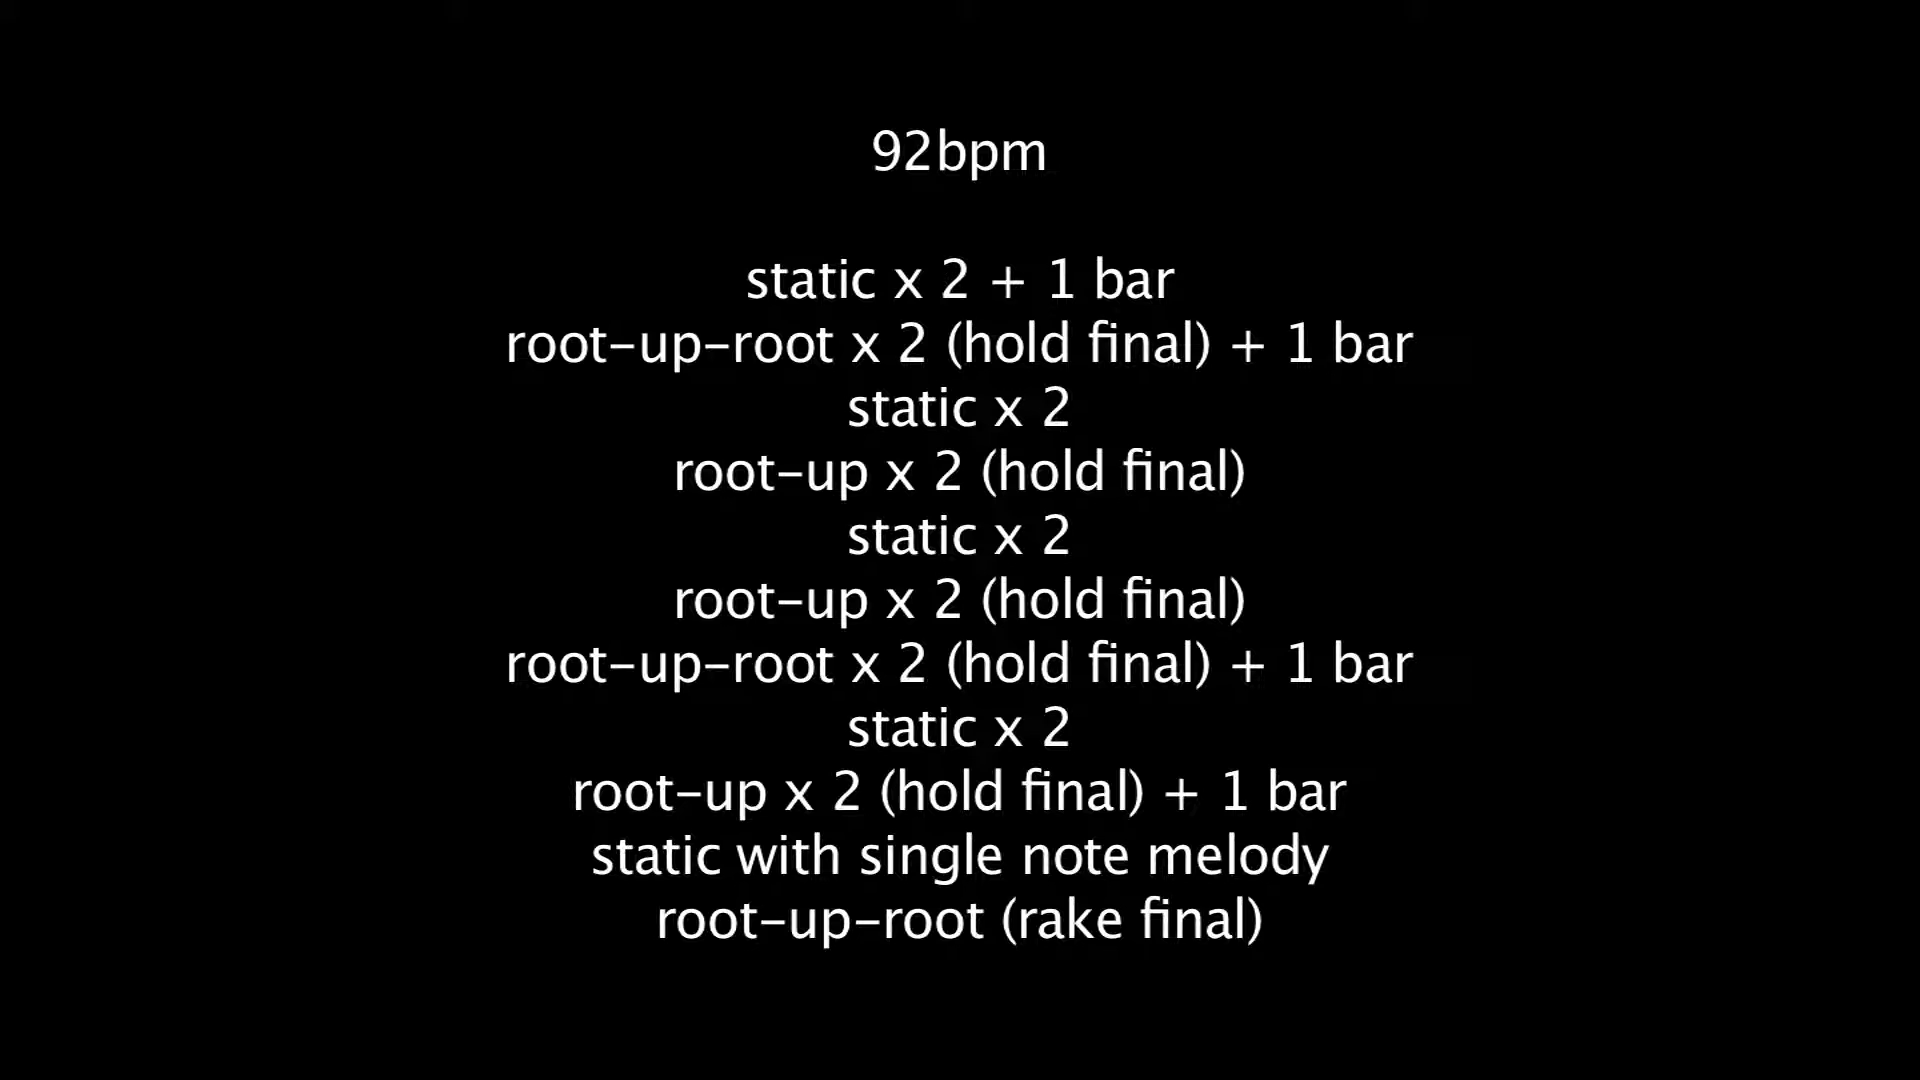 92bpm
static x 2 + 1 bar
root-up-root x 2 (hold final) + 1 bar
static x 2
root-up x 2 (hold final)
static x 2
root-up x 2 (hold final)
root-up-root x 2 (hold final) + 1 bar
static x 2
root-up x 2 (hold final) + 1 bar
static with single note melody
root-up-root (rake final)